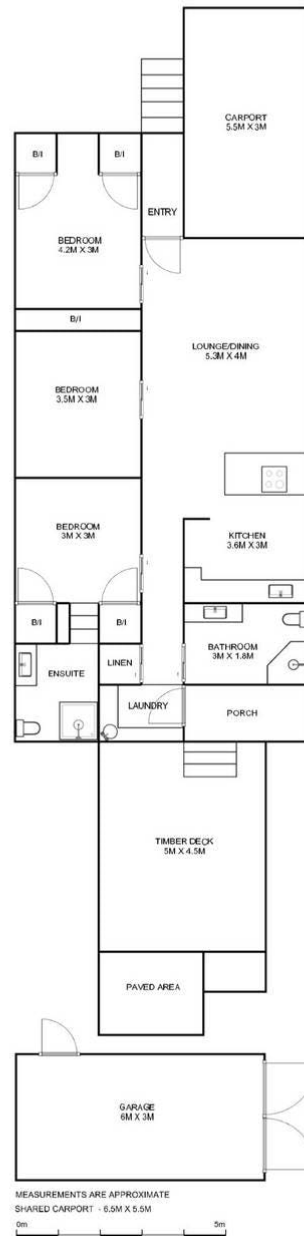 CARPORT
5.5M X 3M
B/I
B/I
ENTRY
BEDROOM
4.2M X 3M
B/I
LOUNGE/DINING
5.3M X 4M
BEDROOM
3.5M X 3M
BEDROOM
3M X 3M
KITCHEN
3.6M X 3M
B/I
B/I
BATHROOM
3M X 1.8M
ENSUITE
LINEN
LAUNDRY
PORCH
TIMBER DECK
5M X 4.5M
PAVED AREA
GARAGE
6M X 3M
MEASUREMENTS ARE APPROXIMATE
SHARED CARPORT - 6.5M X 5.5M
0m 5m